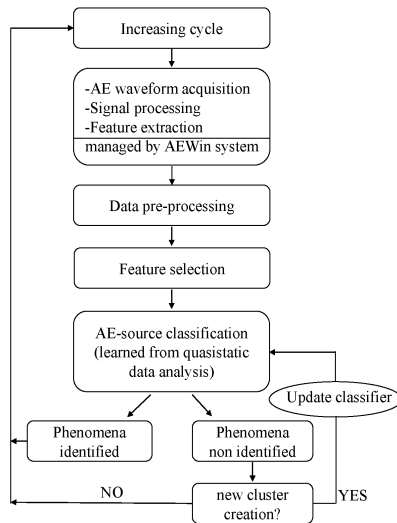 Increasing cycle
-AE waveform acquisition
-Signal processing
-Feature extraction
managed by AEWin system
Data pre-processing
Feature selection
AE-source classification
(learned from quasistatic
data analysis)
Update classifier
Phenomena
identified
Phenomena
non identified
NO
new cluster
creation?
YES